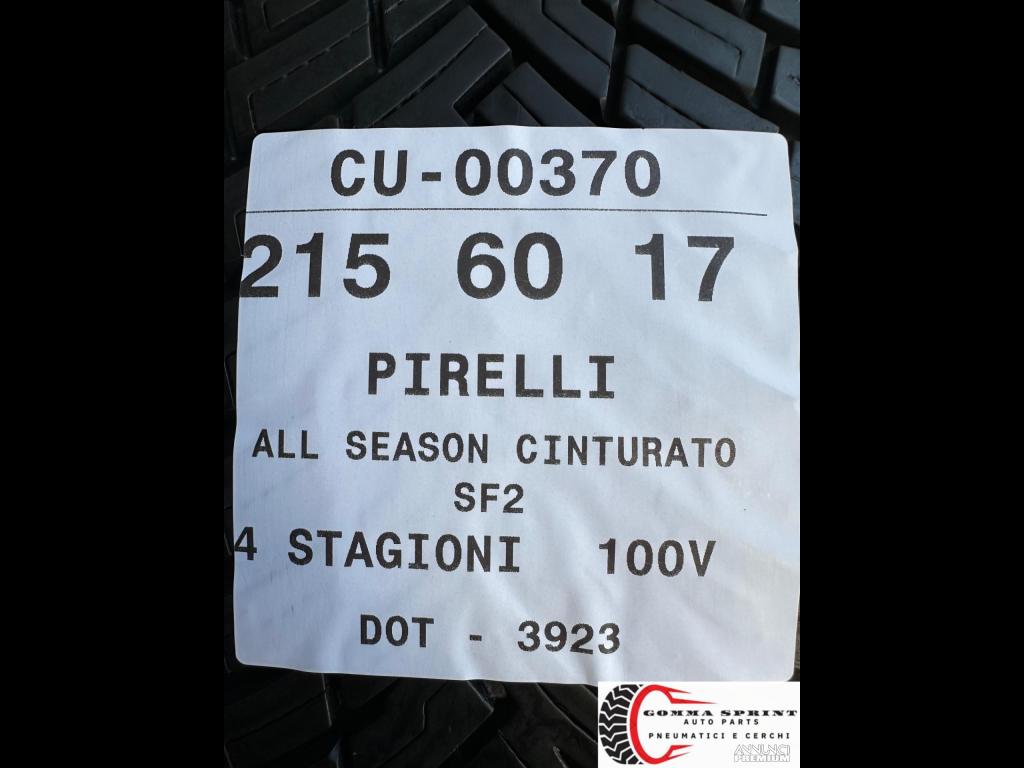 CU-00370
215 60 17
PIRELLI
ALL SEASON CINTURATO
SF2
4 STAGIONI 100V
DOT - 3923
GOMMA SPRINT
AUTO PARTS
PNEUMATICI E CERCHI
ANNUNCI
PREMIUM